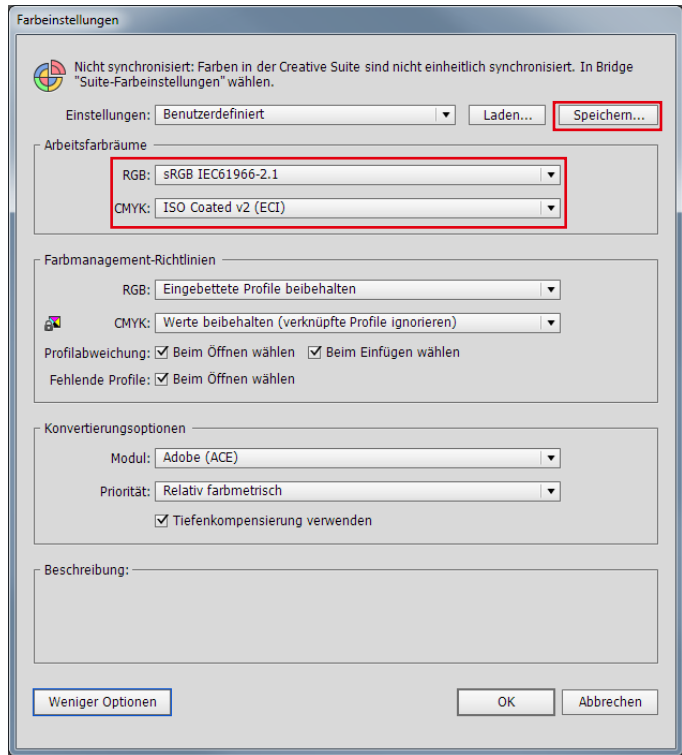 Farbeinstellungen
Nicht synchronisiert: Farben in der Creative Suite sind nicht einheitlich synchronisiert. In Bridge
"Suite-Farbeinstellungen" wählen.
Einstellungen: Benutzerdefiniert Laden... Speichern...
Arbeitsfarbräume
RGB: sRGB IEC61966-2.1
CMYK: ISO Coated v2 (ECI)
Farbmanagement-Richtlinien
RGB: Eingebettete Profile beibehalten
CMYK: Werte beibehalten (verknüpfte Profile ignorieren)
Profilabweichung: Beim Öffnen wählen Beim Einfügen wählen
Fehlende Profile: Beim Öffnen wählen
Konvertierungsoptionen
Modul: Adobe (ACE)
Priorität: Relativ farbmetrisch
Tiefenkompensierung verwenden
Beschreibung:
Weniger Optionen OK Abbrechen